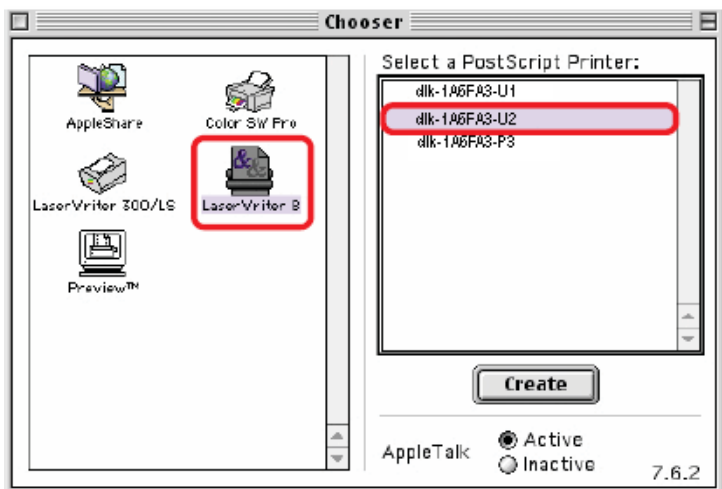 Chooser
AppleShare
Color SW Pro
LaserWriter 300/LS
LaserWriter 8
Preview™
Select a PostScript Printer:
dlk-1A6FA3-U1
dlk-1A6FA3-U2
dlk-1A6FA3-P3
Create
AppleTalk
Active
Inactive
7.6.2